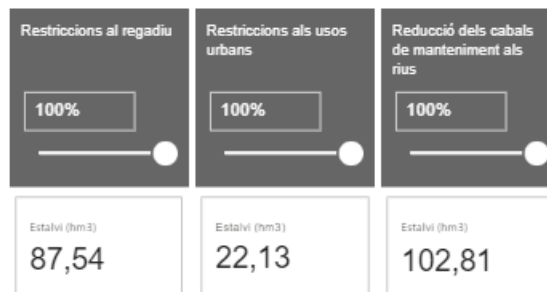 Restriccions al regadiu
100%
Estalvi (hm3)
87,54
Restriccions als usos
urbans
100%
Estalvi (hm3)
22,13
Reducció dels cabals
de manteniment als
rius
100%
Estalvi (hm3)
102,81